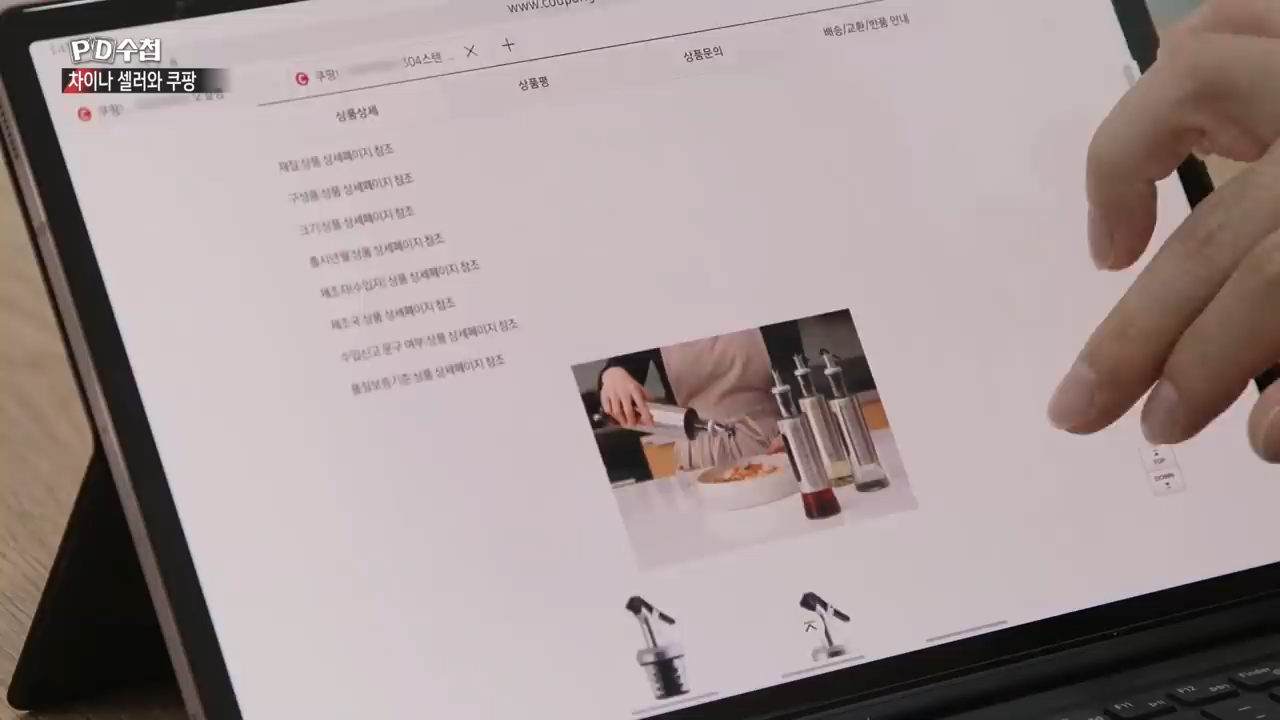 PD수첩
차이나 셀러와 쿠팡
www.coupang
쿠팡!
쿠팡! 304스텐 ...
상품상세
상품평
상품문의
배송/교환/반품 안내
재질 상품 상세페이지 참조
구성품 상품 상세페이지 참조
크기 상품 상세페이지 참조
출시년월 상품 상세페이지 참조
제조자(수입자) 상품 상세페이지 참조
제조국 상품 상세페이지 참조
수입신고 문구 여부 상품 상세페이지 참조
품질보증기준 상품 상세페이지 참조
TOP
DOWN
F11
F12
Finder